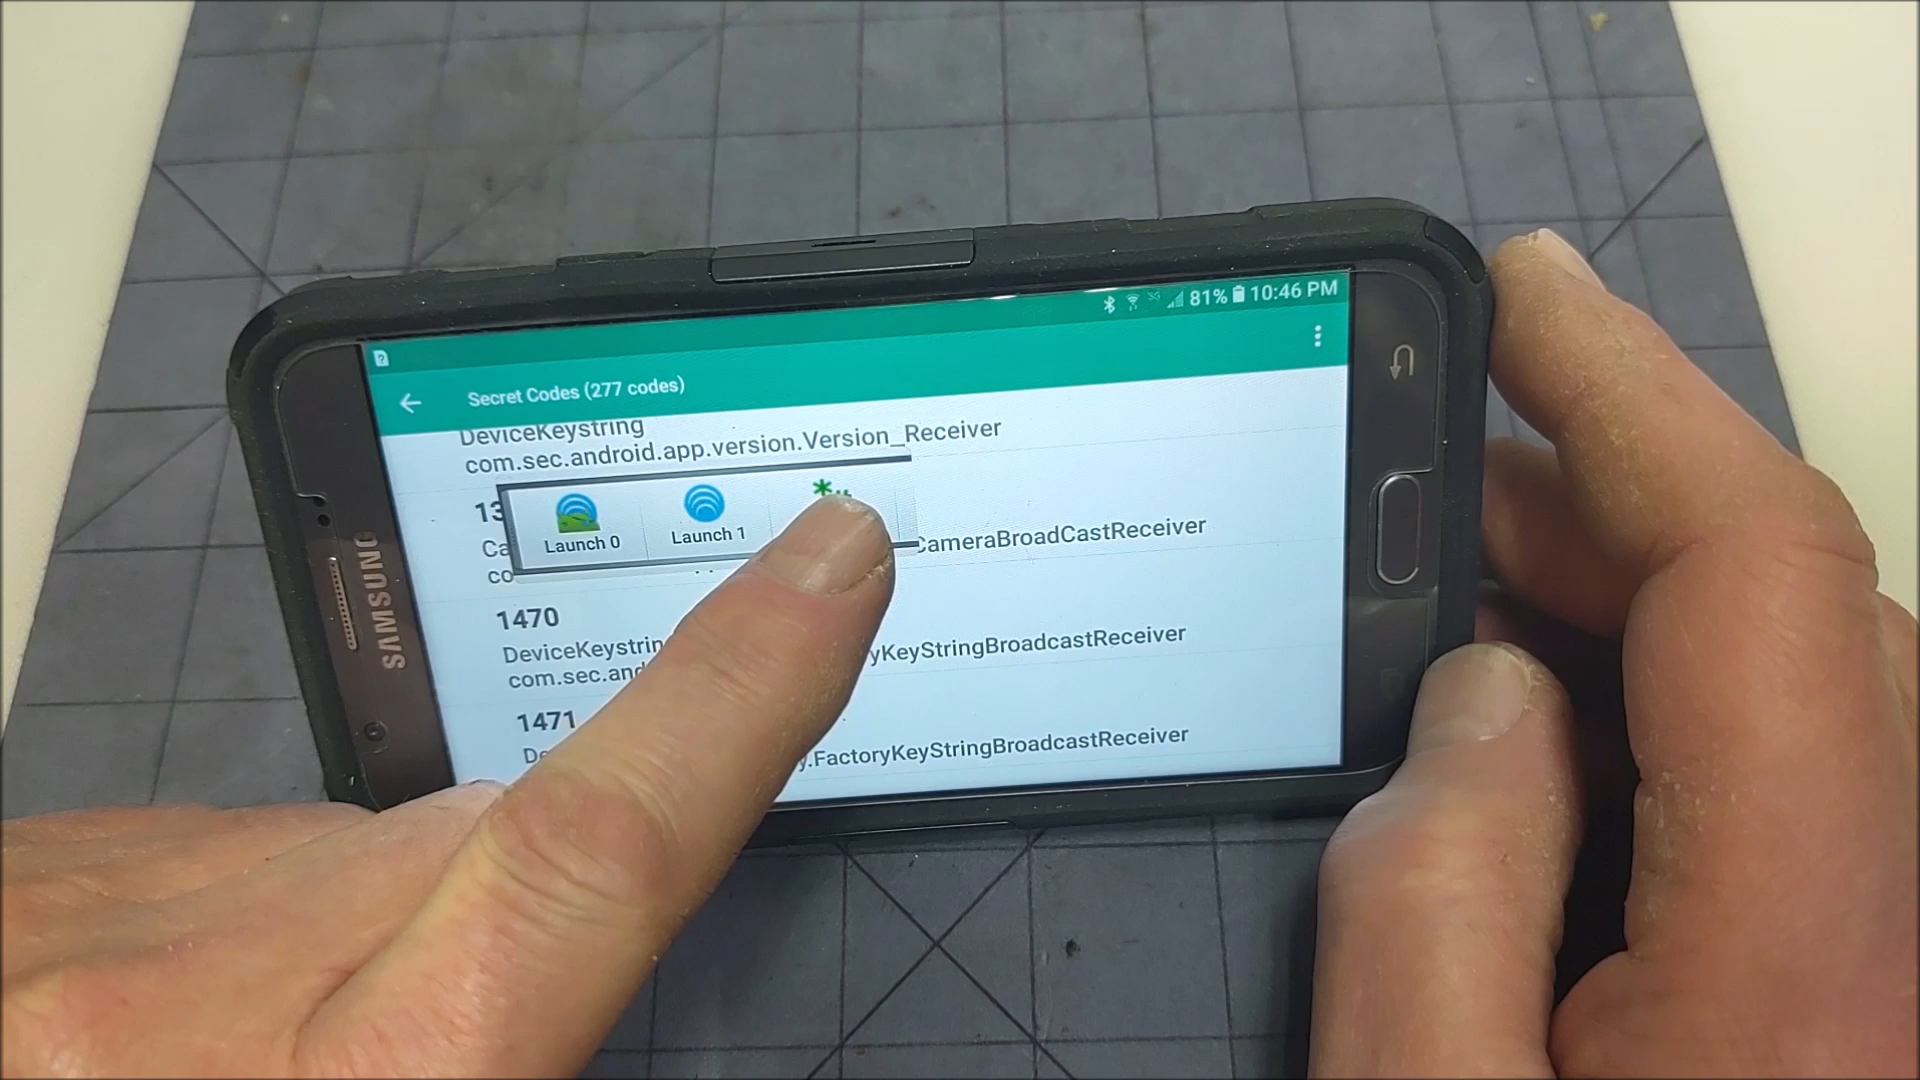 81% 10:46 PM
Secret Codes (277 codes)
DeviceKeystring
com.sec.android.app.version.Version_Receiver
Launch 0
Launch 1
CameraBroadCastReceiver
1470
DeviceKeystring
yKeyStringBroadcastReceiver
com.sec.and
1471
y.FactoryKeyStringBroadcastReceiver
SAMSUNG